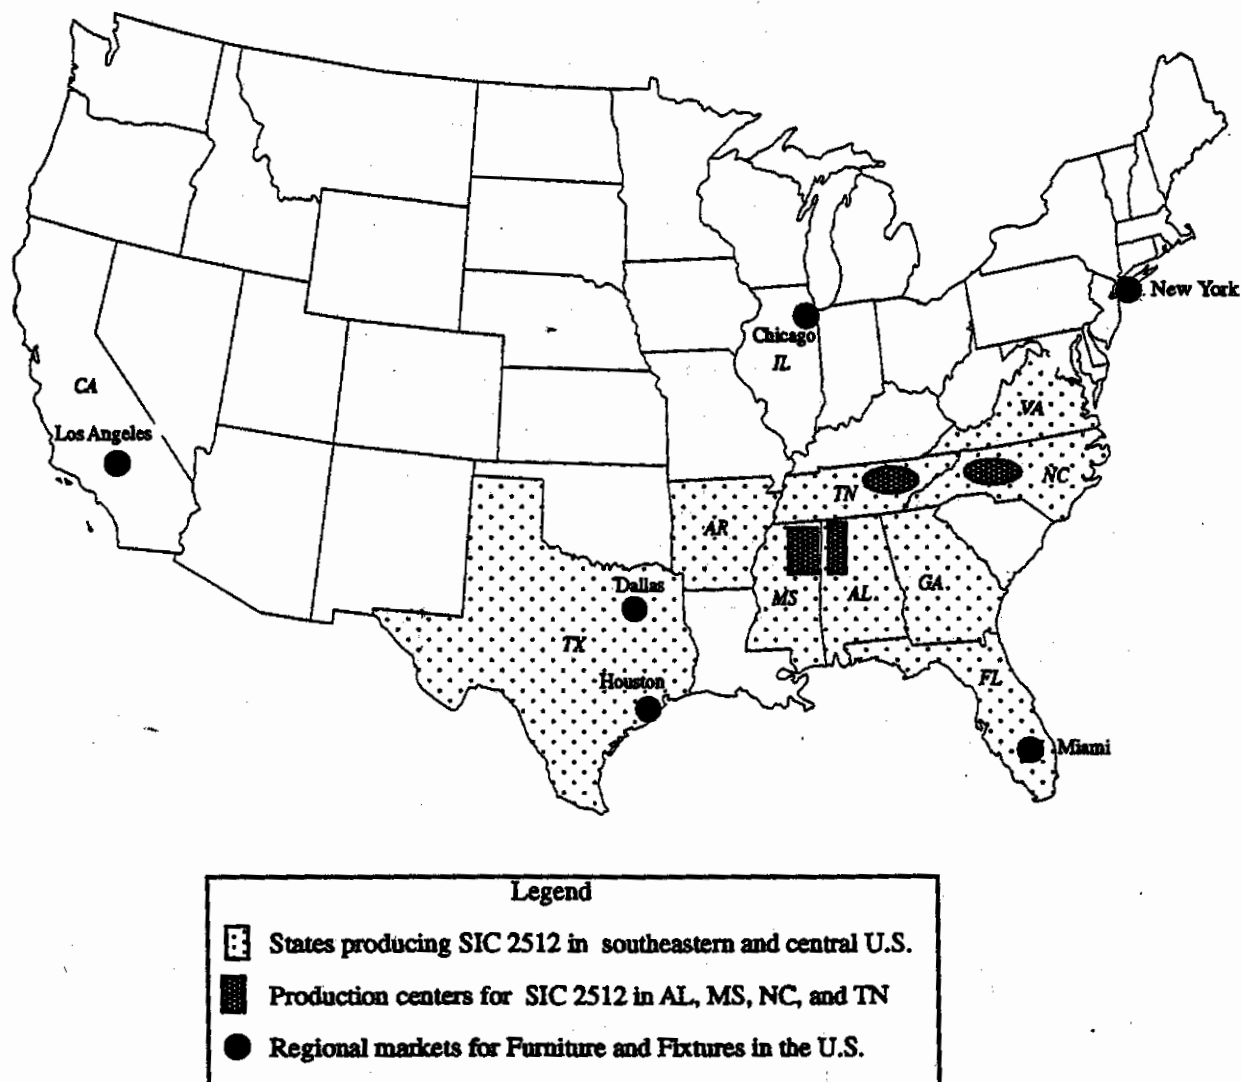 New York
Chicago
IL
CA
VA
Los Angeles
TN
NC
AR
Dallas
MS
AL
GA
TX
Houston
FL
Miami
Legend
States producing SIC 2512 in southeastern and central U.S.
Production centers for SIC 2512 in AL, MS, NC, and TN
Regional markets for Furniture and Fixtures in the U.S.